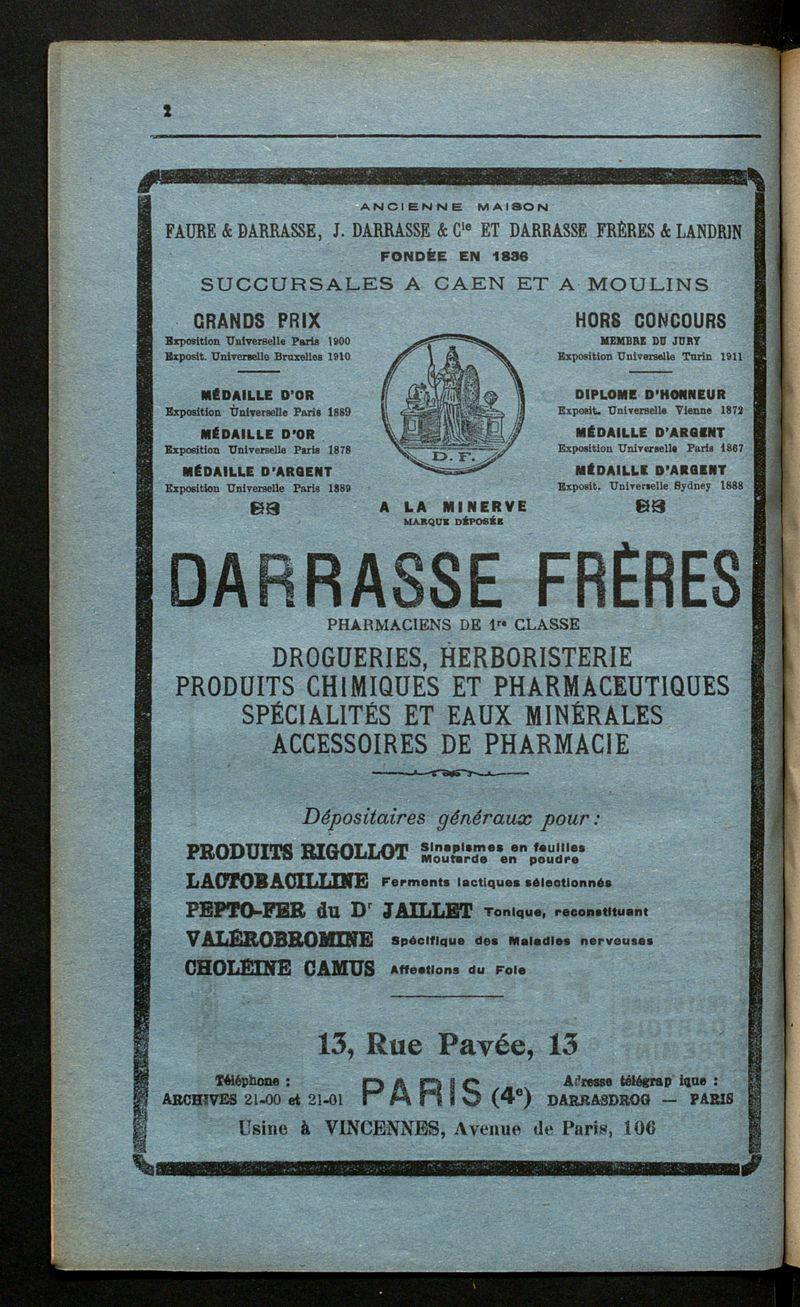 2
ANCIENNE MAISON
FAURE & DARRASSE, J. DARRASSE & Cie ET DARRASSE FRÈRES & LANDRIN
FONDÉE EN 1836
SUCCURSALES A CAEN ET A MOULINS
GRANDS PRIX
Exposition Universelle Paris 1900
Exposit. Universelle Bruxelles 1910
MÉDAILLE D'OR
Exposition Universelle Paris 1889
MÉDAILLE D'OR
Exposition Universelle Paris 1878
MÉDAILLE D'ARGENT
Exposition Universelle Paris 1889
D. F.
A LA MINERVE
MARQUE DÉPOSÉE
HORS CONCOURS
MEMBRE DU JURY
Exposition Universelle Turin 1911
DIPLOME D'HONNEUR
Exposit. Universelle Vienne 1872
MÉDAILLE D'ARGENT
Exposition Universelle Paris 1867
MÉDAILLE D'ARGENT
Exposit. Universelle Sydney 1888
DARRASSE FRÈRES
PHARMACIENS DE 1re CLASSE
DROGUERIES, HERBORISTERIE
PRODUITS CHIMIQUES ET PHARMACEUTIQUES
SPÉCIALITÉS ET EAUX MINÉRALES
ACCESSOIRES DE PHARMACIE
Dépositaires généraux pour :
PRODUITS RIGOLLOT Sinapismes en feuilles
Moutarde en poudre
LACTOBACILLINE Ferments lactiques sélectionnés
PEPTO-FER du Dr JAILLET Tonique, reconstituant
VALÉROBROMINE Spécifique des Maladies nerveuses
CHOLÉINE CAMUS Affections du Foie
13, Rue Pavée, 13
Téléphone :
ARCHIVES 21-00 et 21-01
PARIS (4e)
Adresse télégrap ique :
DARRASDROG — PARIS
Usine à VINCENNES, Avenue de Paris, 106